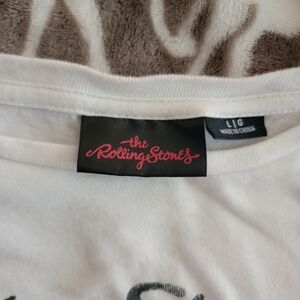 the
Rolling Stones
L|G
MADE IN CHINA